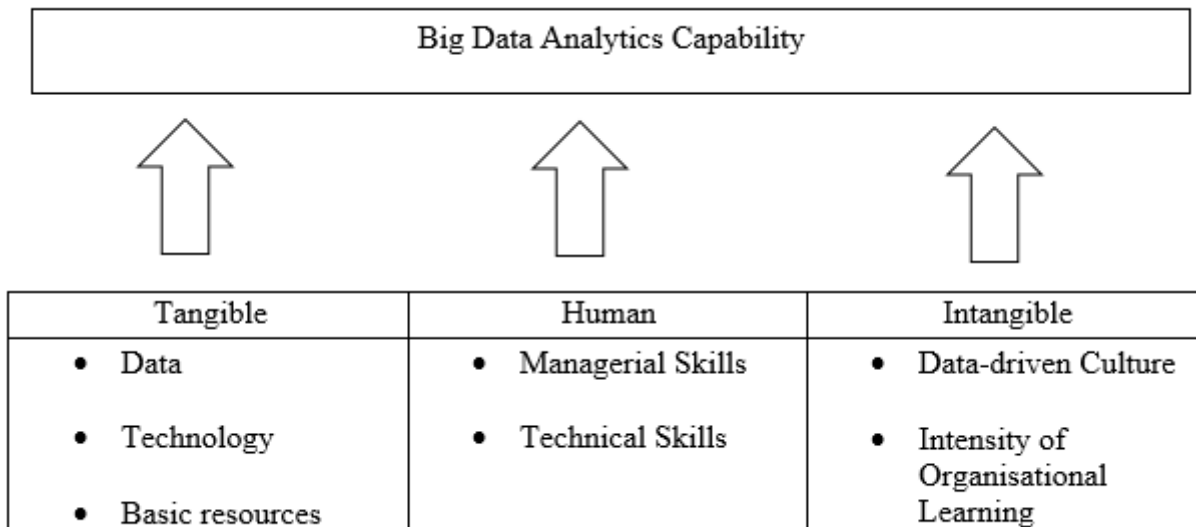 Big Data Analytics Capability
Tangible
Human
Intangible
• Data
• Technology
• Basic resources
• Managerial Skills
• Technical Skills
• Data-driven Culture
• Intensity of
Organisational
Learning